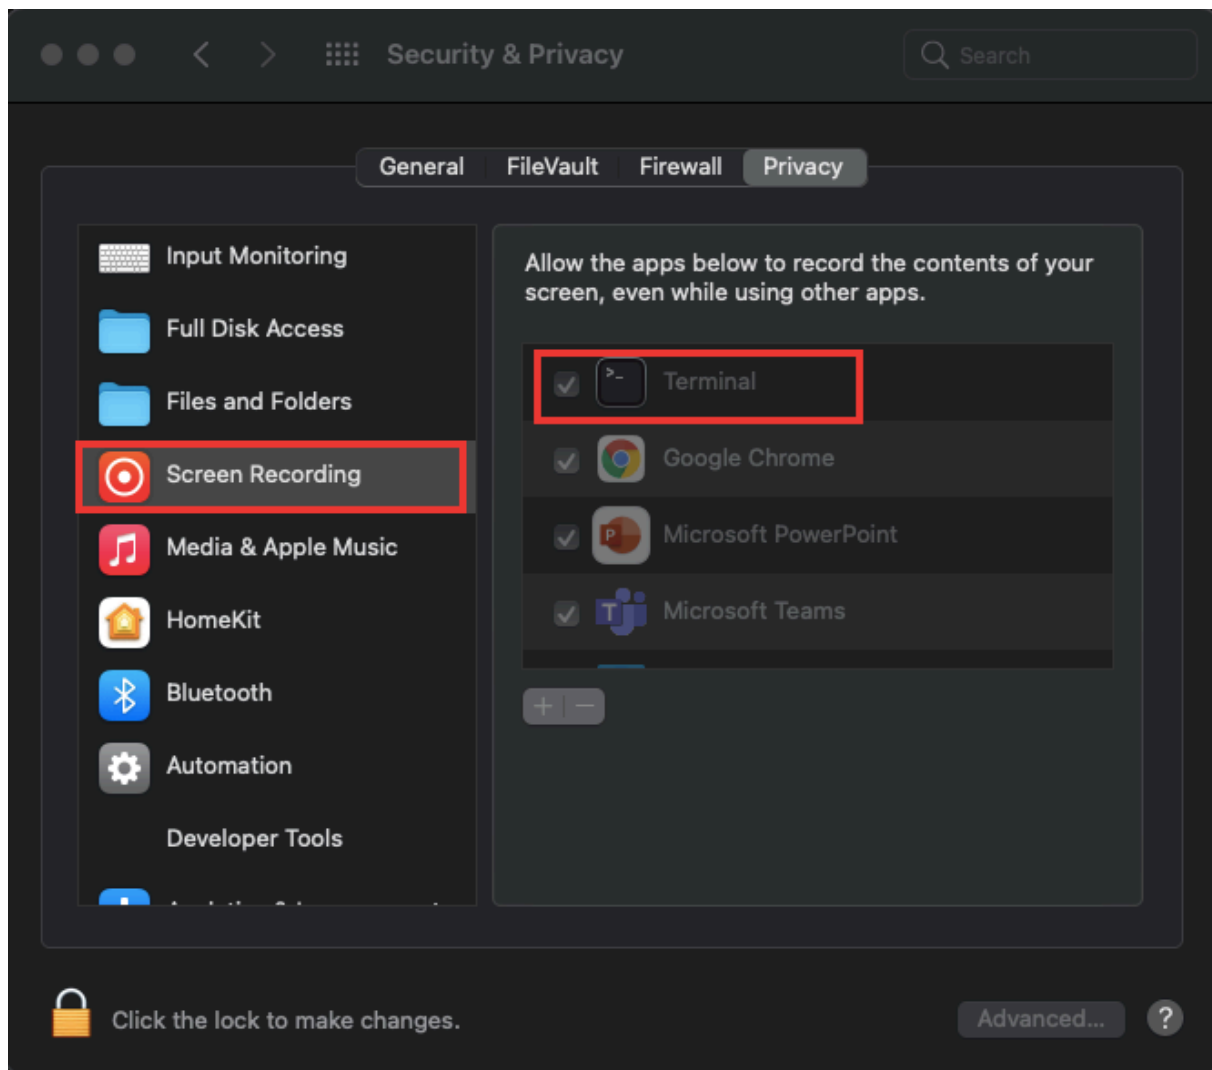 Security & Privacy
Search
General
FileVault
Firewall
Privacy
Input Monitoring
Full Disk Access
Files and Folders
Screen Recording
Media & Apple Music
HomeKit
Bluetooth
Automation
Developer Tools
Allow the apps below to record the contents of your
screen, even while using other apps.
>_
Terminal
Google Chrome
P
Microsoft PowerPoint
T
Microsoft Teams
+ −
Click the lock to make changes.
Advanced...
?